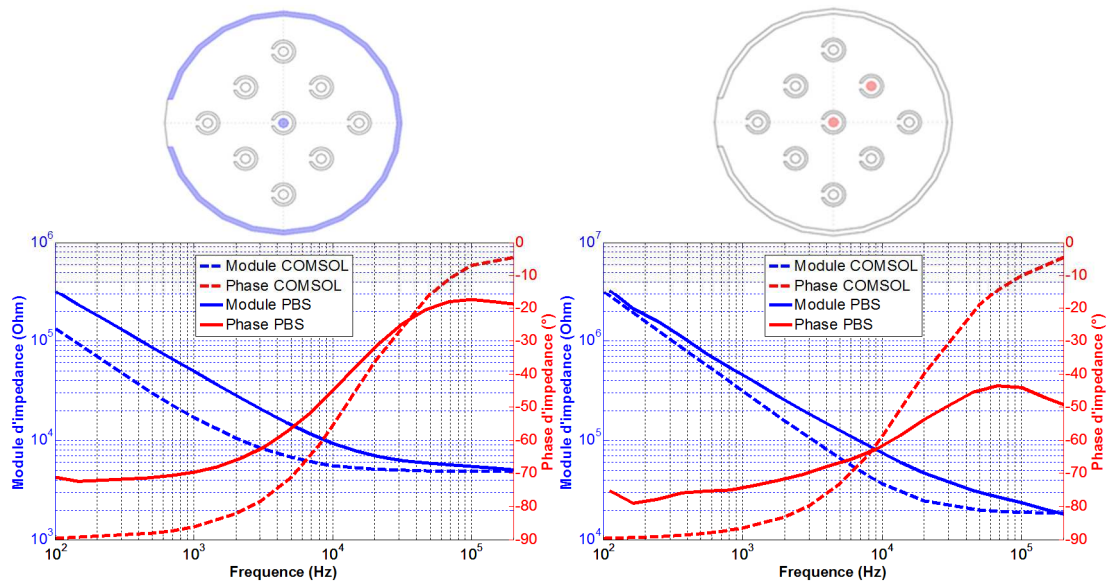 10^6
10^5
10^4
10^3
Module d'impedance (Ohm)
Module COMSOL
Phase COMSOL
Module PBS
Phase PBS
0
-10
-20
-30
-40
-50
-60
-70
-80
-90
Phase d'impedance (°)
10^2
10^3
10^4
10^5
Frequence (Hz)
10^7
10^6
10^5
10^4
Module d'impedance (Ohm)
Module COMSOL
Phase COMSOL
Module PBS
Phase PBS
0
-10
-20
-30
-40
-50
-60
-70
-80
-90
Phase d'impedance (°)
10^2
10^3
10^4
10^5
Frequence (Hz)